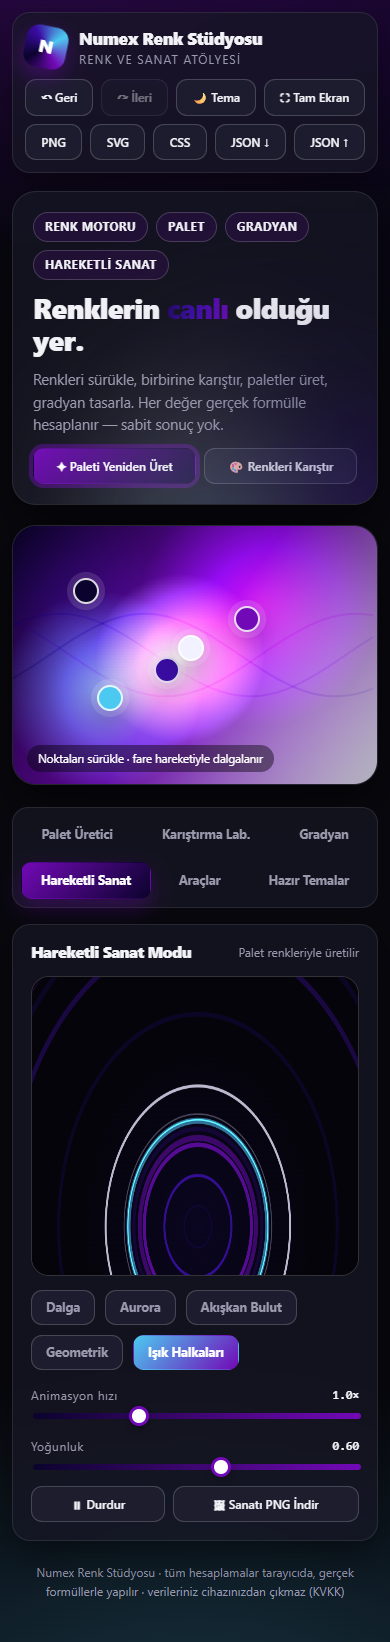 N
Numex Renk Stüdyosu
RENK VE SANAT ATÖLYESİ
↶ Geri
↷ İleri
🌙 Tema
⛶ Tam Ekran
PNG
SVG
CSS
JSON ↓
JSON ↑
RENK MOTORU
PALET
GRADYAN
HAREKETLİ SANAT
Renklerin canlı olduğu
yer.
Renkleri sürükle, birbirine karıştır, paletler üret,
gradyan tasarla. Her değer gerçek formülle
hesaplanır — sabit sonuç yok.
✦ Paleti Yeniden Üret
🎨 Renkleri Karıştır
Noktaları sürükle · fare hareketiyle dalgalanır
Palet Üretici
Karıştırma Lab.
Gradyan
Hareketli Sanat
Araçlar
Hazır Temalar
Hareketli Sanat Modu
Palet renkleriyle üretilir
Dalga
Aurora
Akışkan Bulut
Geometrik
Işık Halkaları
Animasyon hızı
1.0×
Yoğunluk
0.60
⏸ Durdur
🖼 Sanatı PNG İndir
Numex Renk Stüdyosu · tüm hesaplamalar tarayıcıda, gerçek
formüllerle yapılır · verileriniz cihazınızdan çıkmaz (KVKK)